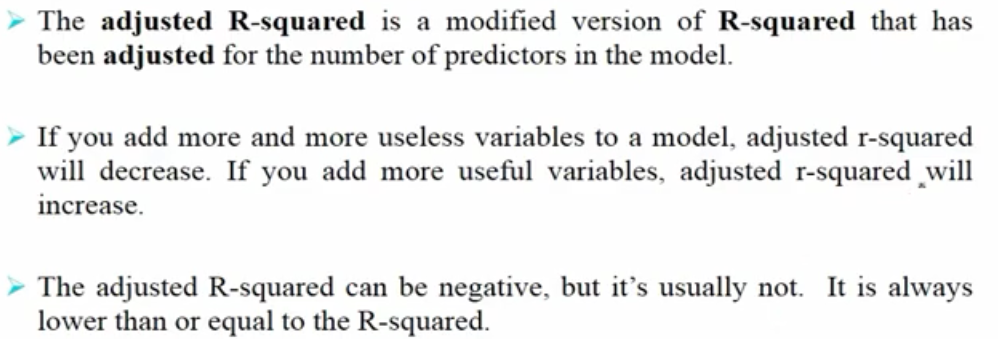 The adjusted R-squared is a modified version of R-squared that has
been adjusted for the number of predictors in the model.
If you add more and more useless variables to a model, adjusted r-squared
will decrease. If you add more useful variables, adjusted r-squared will
increase.
The adjusted R-squared can be negative, but it’s usually not. It is always
lower than or equal to the R-squared.